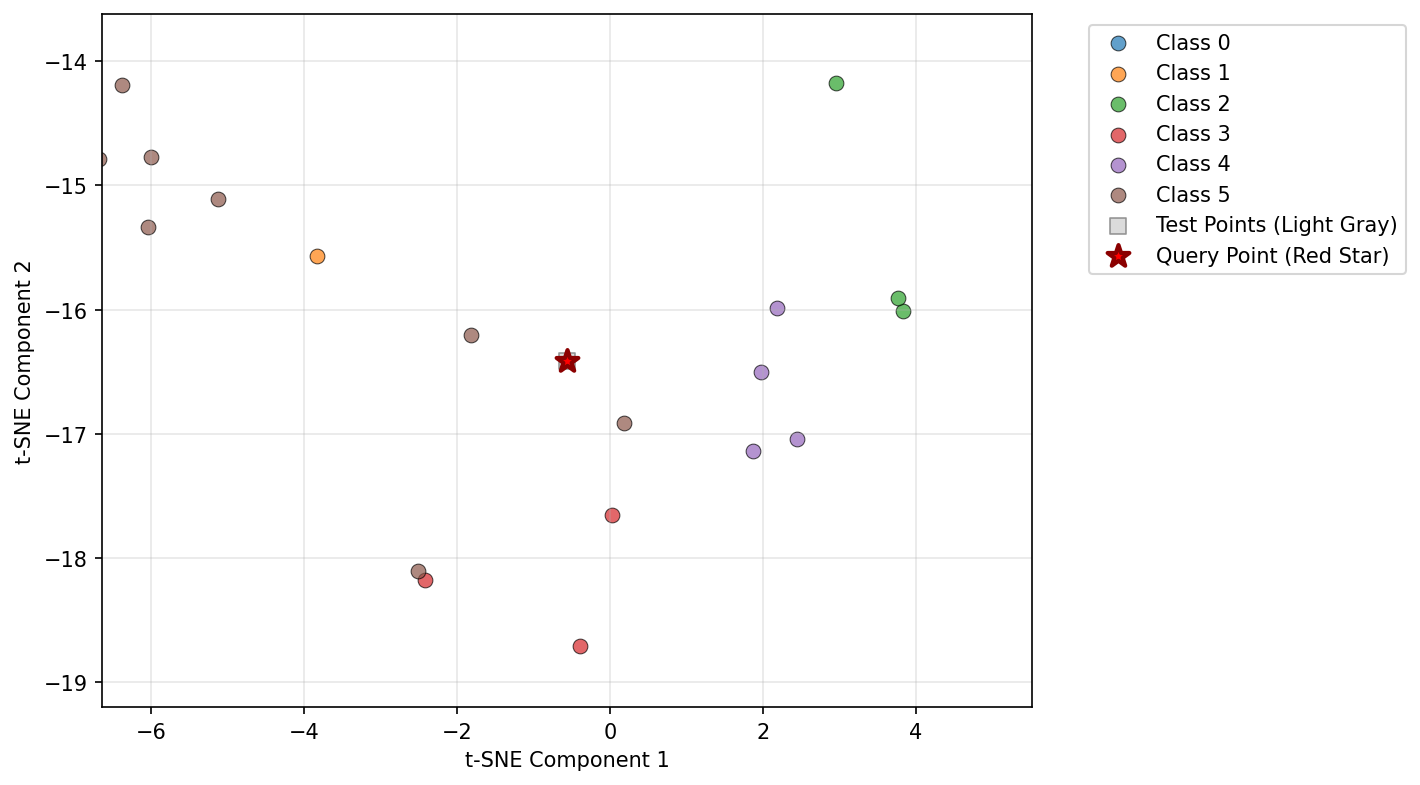 −14
−15
−16
−17
−18
−19
−6
−4
−2
0
2
4
t-SNE Component 1
t-SNE Component 2
Class 0
Class 1
Class 2
Class 3
Class 4
Class 5
Test Points (Light Gray)
Query Point (Red Star)